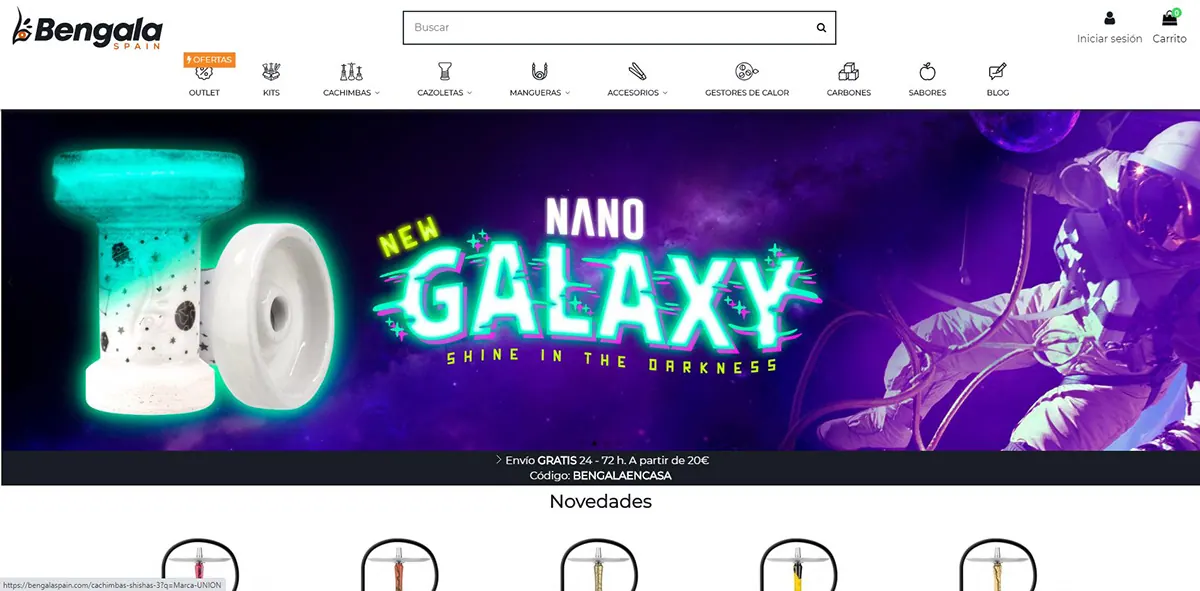 Bengala
SPAIN
Buscar
Iniciar sesión
0
Carrito
OFERTAS
OUTLET
KITS
CACHIMBAS
CAZOLETAS
MANGUERAS
ACCESORIOS
GESTORES DE CALOR
CARBONES
SABORES
BLOG
NEW
NANO
GALAXY
SHINE IN THE DARKNESS
Envío GRATIS 24 - 72 h. A partir de 20€
Código: BENGALAENCASA
Novedades
https://bengalaspain.com/cachimbas-shishas-3?q=Marca-UNION